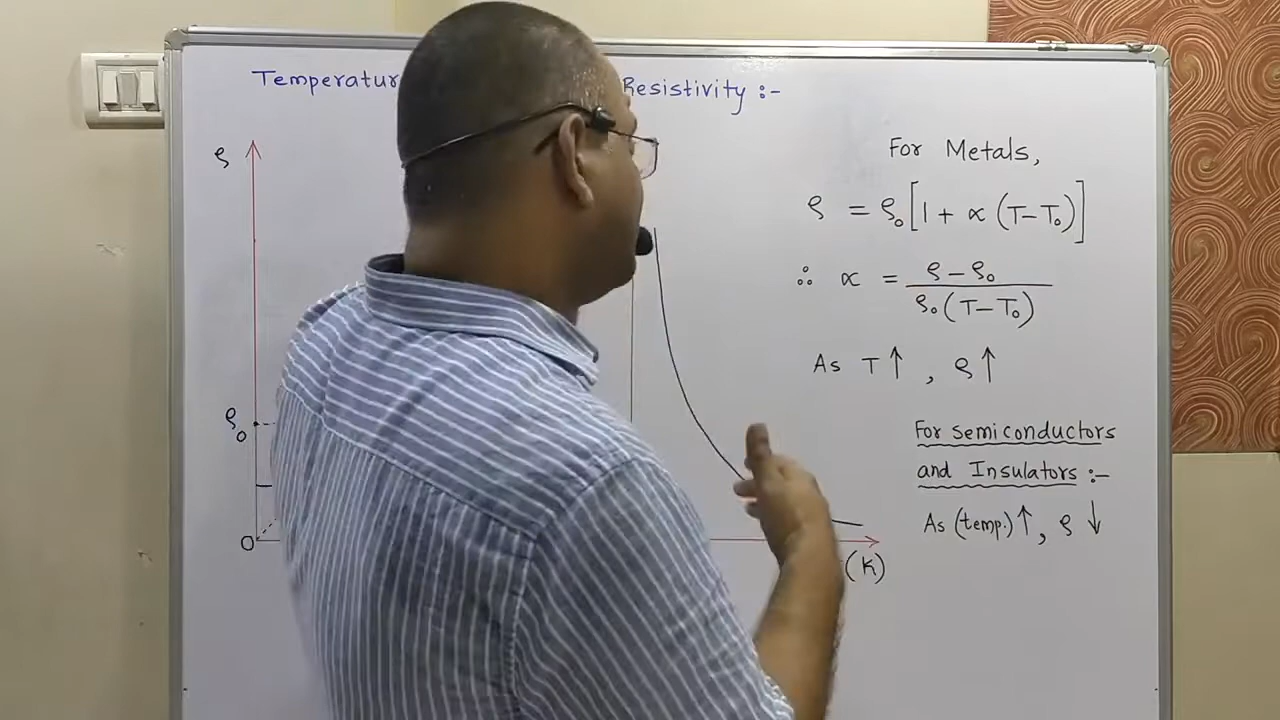 Temperatur Resistivity :-
ρ
ρ₀
O
(K)
For Metals,
ρ = ρ₀[1 + α (T-T₀)]
∴ α = ρ-ρ₀ / ρ₀(T-T₀)
As T↑, ρ↑
For semiconductors
and Insulators :-
As (temp.)↑, ρ↓